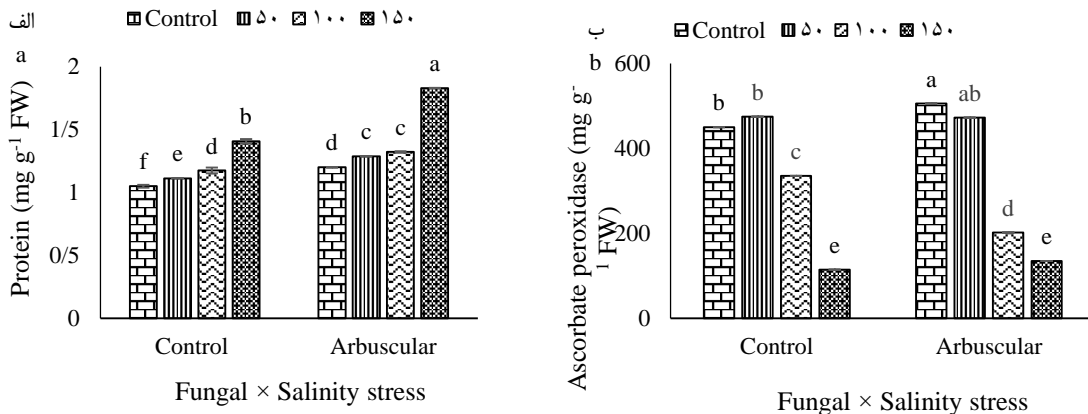 الف
Control ۵۰ ۱۰۰ ۱۵۰
a
Protein (mg g-1 FW)
2
1/5
1
0/5
0
f e d b
d c c a
Control Arbuscular
Fungal × Salinity stress
ب
Control ۵۰ ۱۰۰ ۱۵۰
b
Ascorbate peroxidase (mg g-
1 FW)
600
400
200
0
b b c e
a ab d e
Control Arbuscular
Fungal × Salinity stress